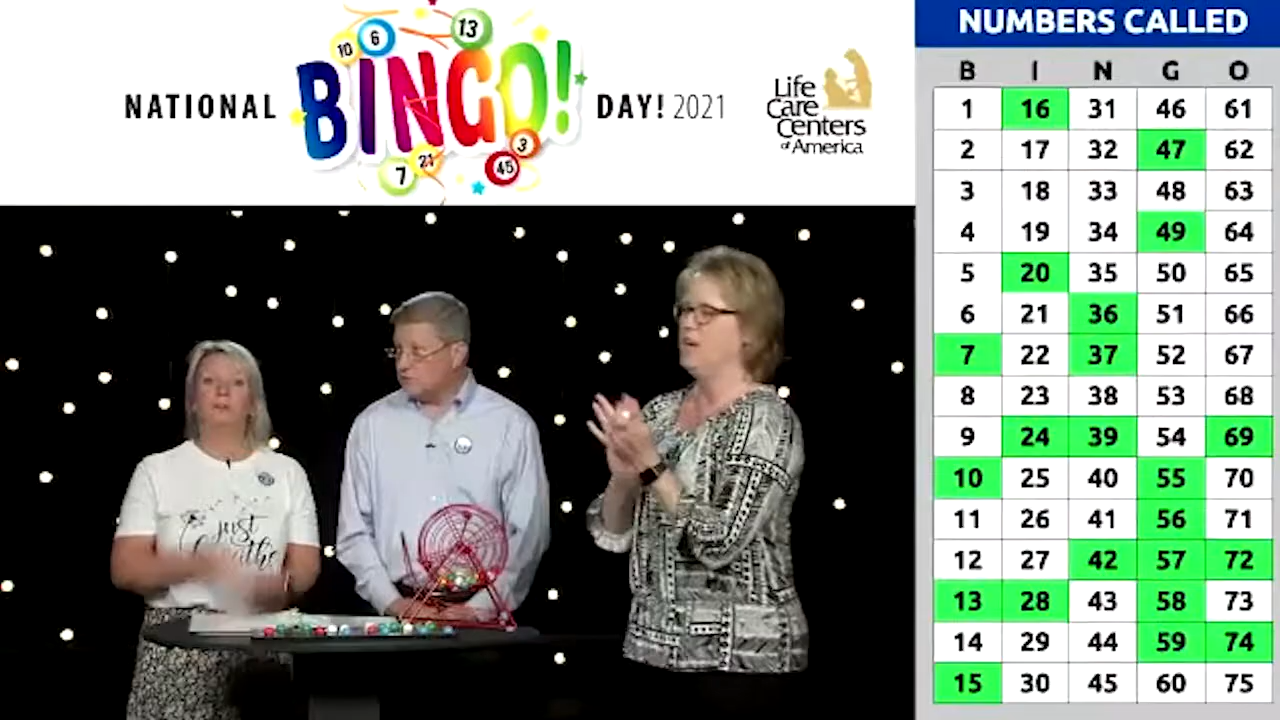 NATIONAL BINGO! DAY! 2021
10 6 13
7 21 45 3
Life
Care
Centers
of America
just
NUMBERS CALLED
B I N G O
1 16 31 46 61
2 17 32 47 62
3 18 33 48 63
4 19 34 49 64
5 20 35 50 65
6 21 36 51 66
7 22 37 52 67
8 23 38 53 68
9 24 39 54 69
10 25 40 55 70
11 26 41 56 71
12 27 42 57 72
13 28 43 58 73
14 29 44 59 74
15 30 45 60 75